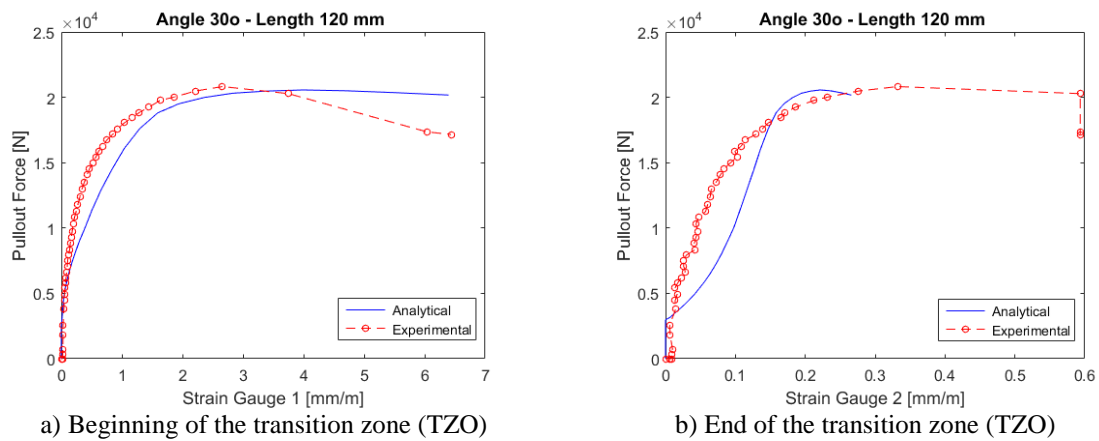 Angle 30o - Length 120 mm
×10⁴
2.5
2
1.5
1
0.5
0
Pullout Force [N]
Analytical
Experimental
0 1 2 3 4 5 6 7
Strain Gauge 1 [mm/m]
a) Beginning of the transition zone (TZO)
Angle 30o - Length 120 mm
×10⁴
2.5
2
1.5
1
0.5
0
Pullout Force [N]
Analytical
Experimental
0 0.1 0.2 0.3 0.4 0.5 0.6
Strain Gauge 2 [mm/m]
b) End of the transition zone (TZO)